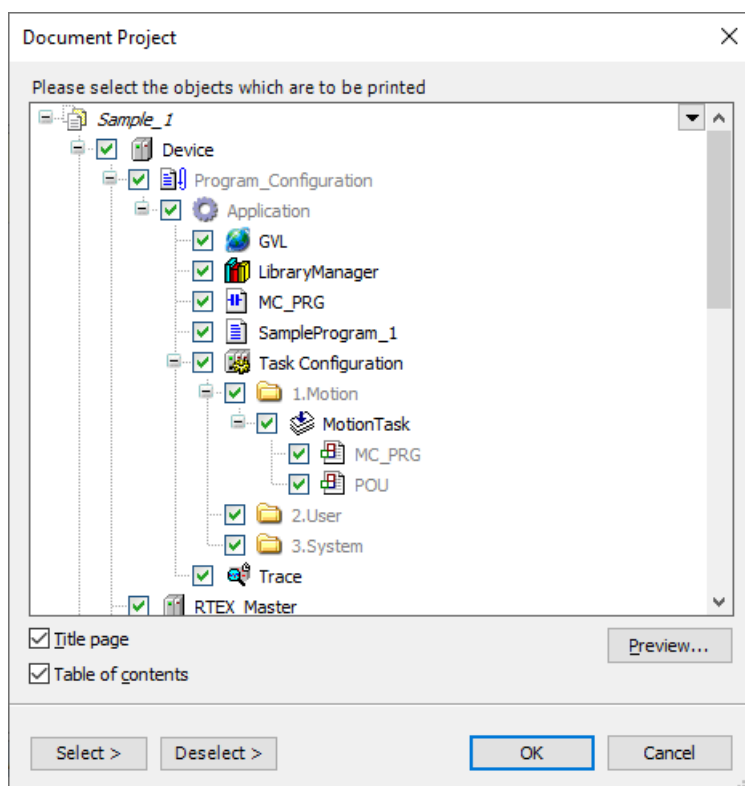 Document Project
Please select the objects which are to be printed
Sample_1
Device
Program_Configuration
Application
GVL
LibraryManager
MC_PRG
SampleProgram_1
Task Configuration
1.Motion
MotionTask
MC_PRG
POU
2.User
3.System
Trace
RTEX_Master
Title page
Preview...
Table of contents
Select >
Deselect >
OK
Cancel